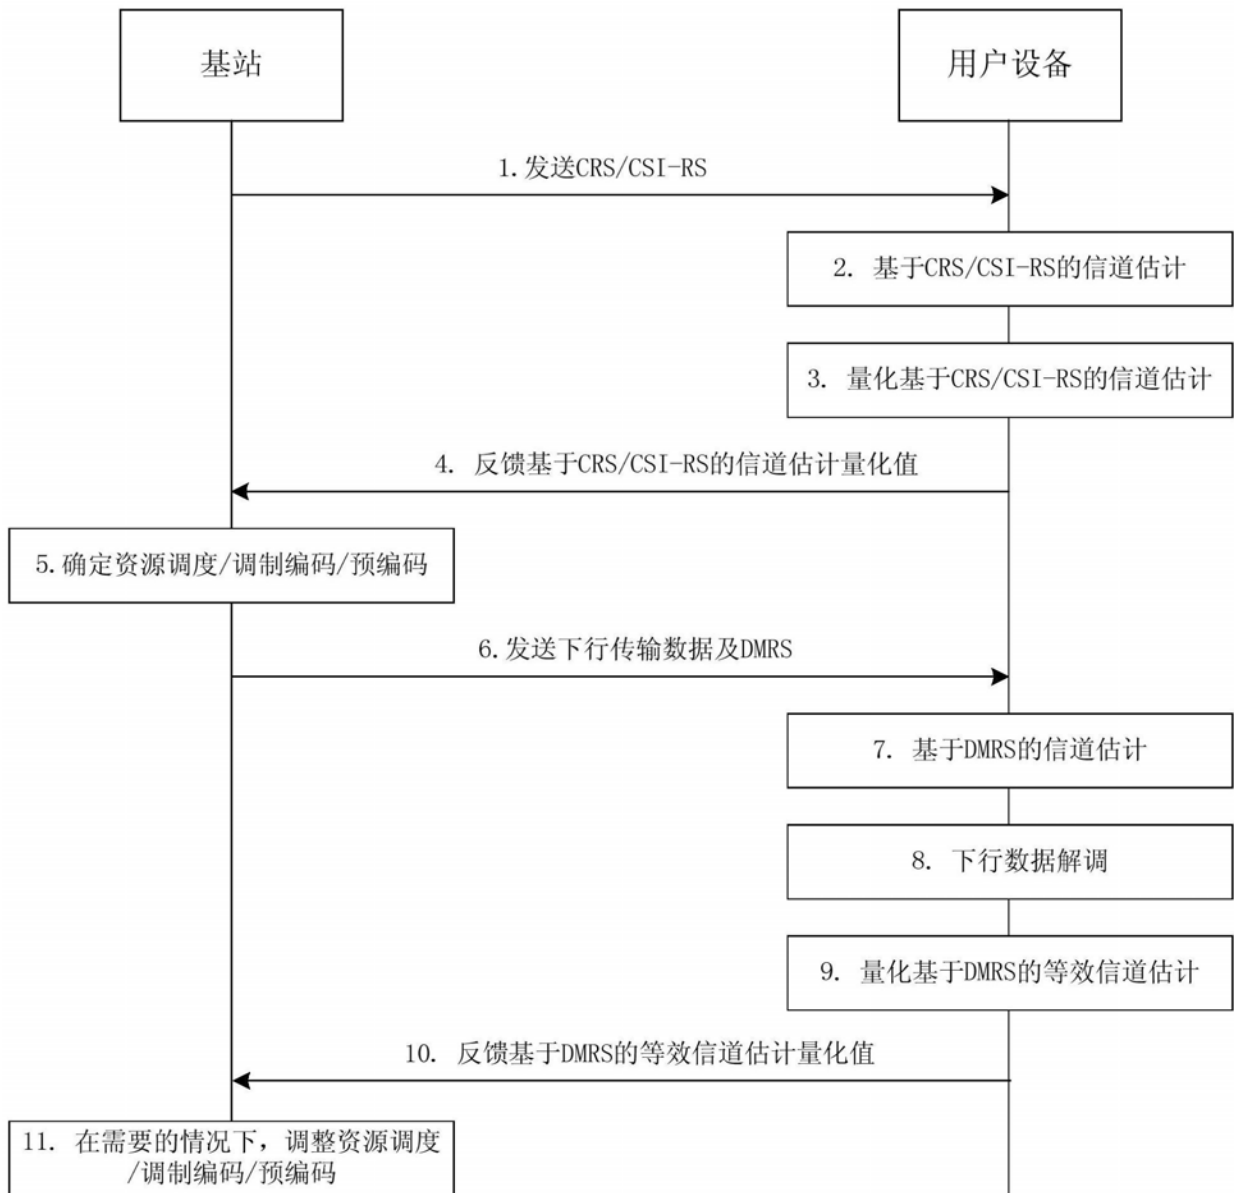 基站
用户设备
1.发送CRS/CSI-RS
2. 基于CRS/CSI-RS的信道估计
3. 量化基于CRS/CSI-RS的信道估计
4. 反馈基于CRS/CSI-RS的信道估计量化值
5.确定资源调度/调制编码/预编码
6.发送下行传输数据及DMRS
7. 基于DMRS的信道估计
8. 下行数据解调
9. 量化基于DMRS的等效信道估计
10. 反馈基于DMRS的等效信道估计量化值
11. 在需要的情况下，调整资源调度
/调制编码/预编码